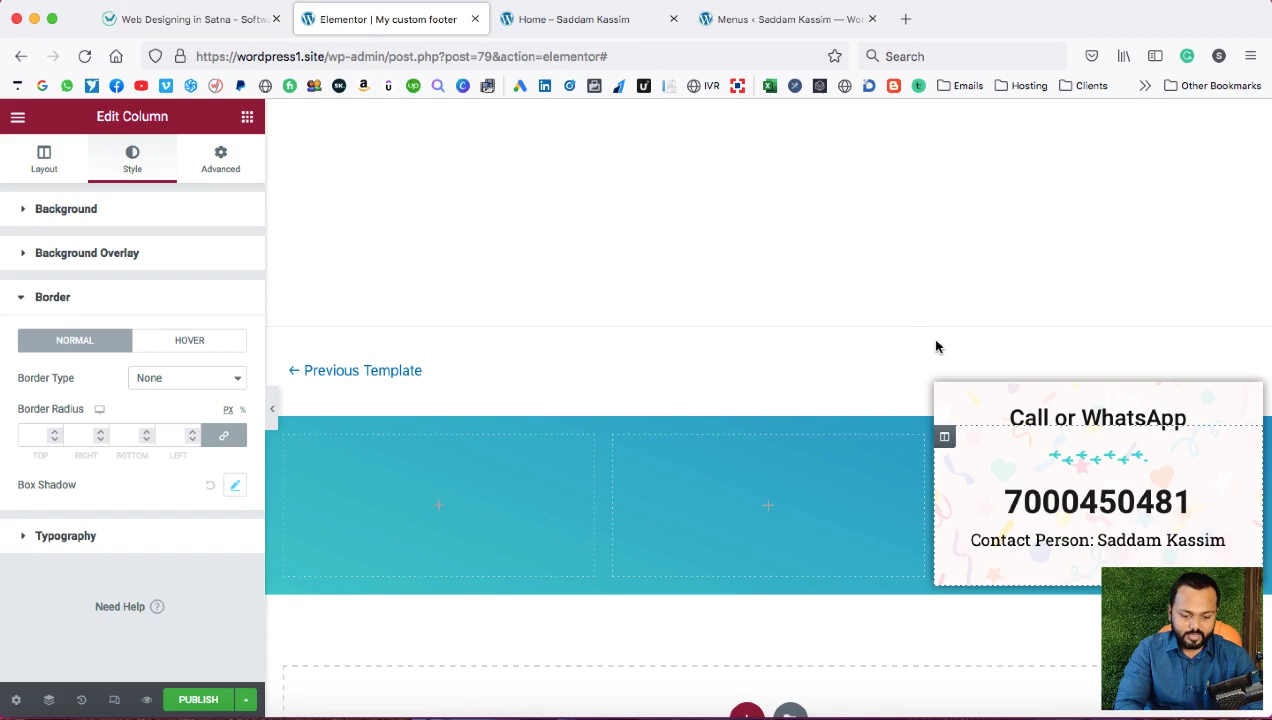 Web Designing in Satna - Softwa
Elementor | My custom footer
Home – Saddam Kassim
Menus ‹ Saddam Kassim — Wor
https://wordpress1.site/wp-admin/post.php?post=79&action=elementor#
Search
IVR
Emails
Hosting
Clients
Other Bookmarks
Edit Column
Layout
Style
Advanced
Background
Background Overlay
Border
NORMAL
HOVER
Border Type
None
Border Radius
PX %
TOP RIGHT BOTTOM LEFT
Box Shadow
Typography
Need Help ?
PUBLISH
← Previous Template
Call or WhatsApp
7000450481
Contact Person: Saddam Kassim